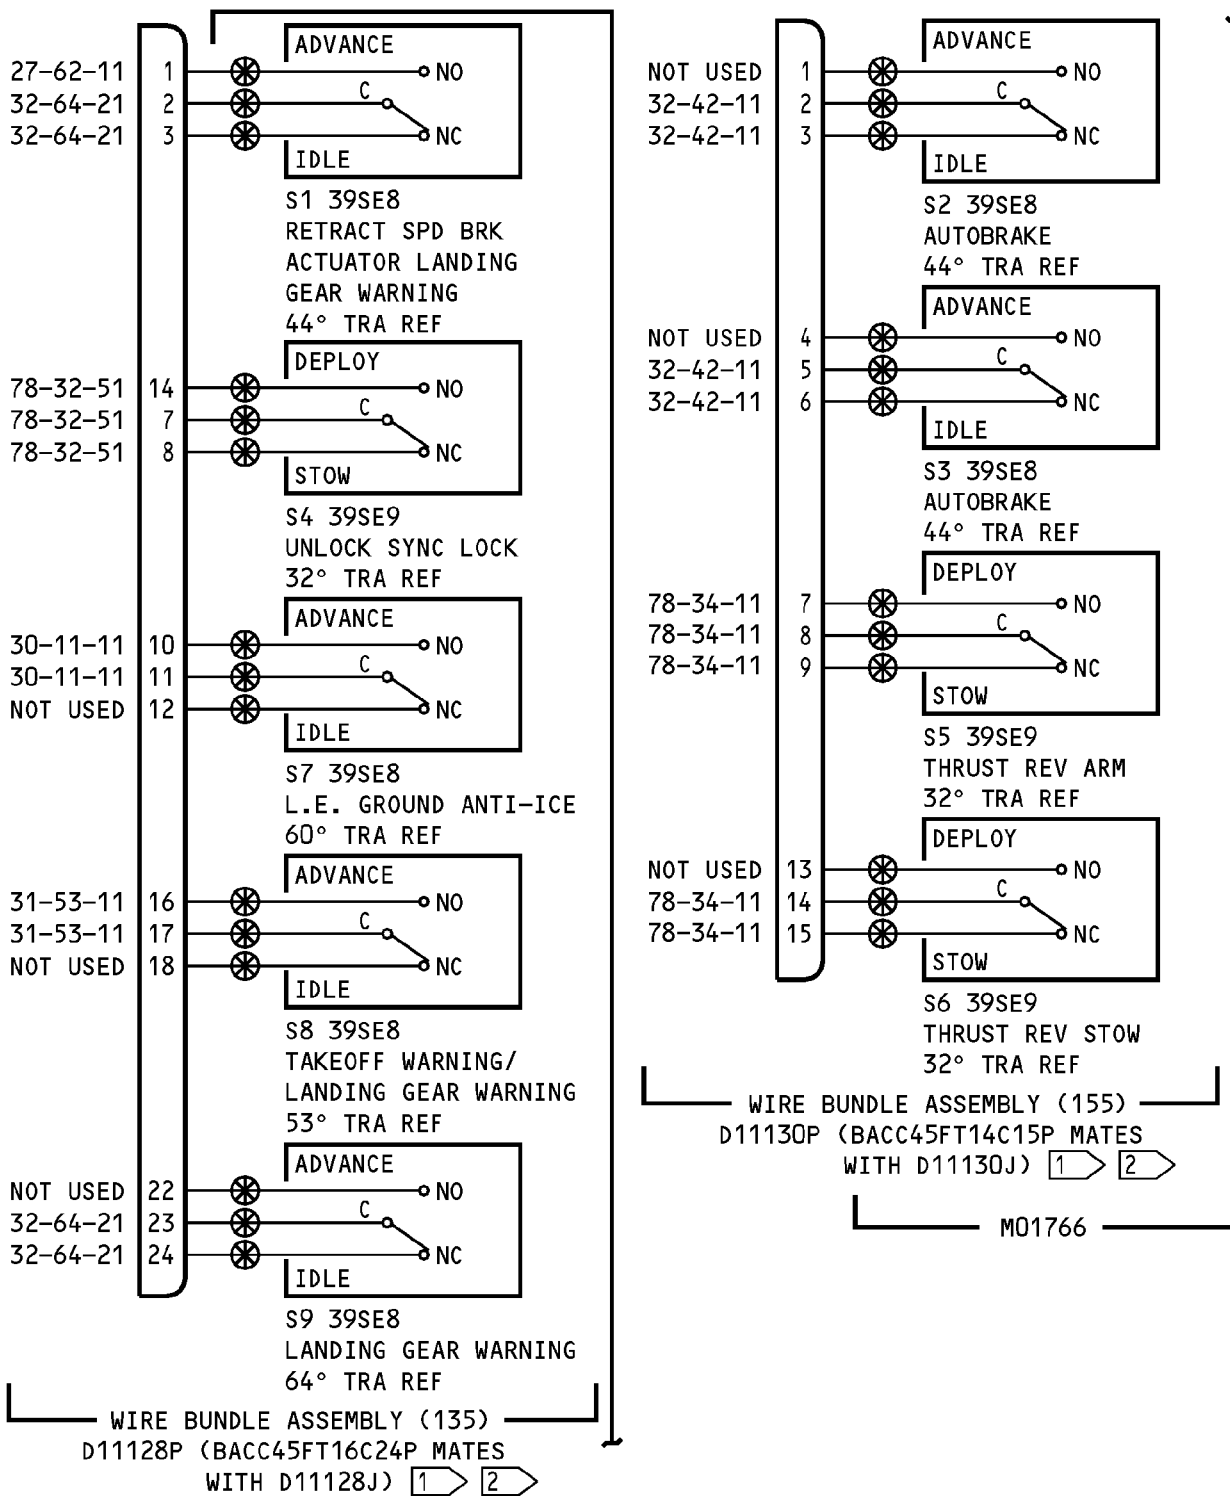 ADVANCE
27-62-11 1 NO
32-64-21 2 C
32-64-21 3 NC
IDLE
S1 39SE8
RETRACT SPD BRK
ACTUATOR LANDING
GEAR WARNING
44° TRA REF
DEPLOY
78-32-51 14 NO
78-32-51 7 C
78-32-51 8 NC
STOW
S4 39SE9
UNLOCK SYNC LOCK
32° TRA REF
ADVANCE
30-11-11 10 NO
30-11-11 11 C
NOT USED 12 NC
IDLE
S7 39SE8
L.E. GROUND ANTI-ICE
60° TRA REF
ADVANCE
31-53-11 16 NO
31-53-11 17 C
NOT USED 18 NC
IDLE
S8 39SE8
TAKEOFF WARNING/
LANDING GEAR WARNING
53° TRA REF
ADVANCE
NOT USED 22 NO
32-64-21 23 C
32-64-21 24 NC
IDLE
S9 39SE8
LANDING GEAR WARNING
64° TRA REF
WIRE BUNDLE ASSEMBLY (135)
D11128P (BACC45FT16C24P MATES
WITH D11128J) 1 2
ADVANCE
NOT USED 1 NO
32-42-11 2 C
32-42-11 3 NC
IDLE
S2 39SE8
AUTOBRAKE
44° TRA REF
ADVANCE
NOT USED 4 NO
32-42-11 5 C
32-42-11 6 NC
IDLE
S3 39SE8
AUTOBRAKE
44° TRA REF
DEPLOY
78-34-11 7 NO
78-34-11 8 C
78-34-11 9 NC
STOW
S5 39SE9
THRUST REV ARM
32° TRA REF
DEPLOY
NOT USED 13 NO
78-34-11 14 C
78-34-11 15 NC
STOW
S6 39SE9
THRUST REV STOW
32° TRA REF
WIRE BUNDLE ASSEMBLY (155)
D11130P (BACC45FT14C15P MATES
WITH D11130J) 1 2
M01766